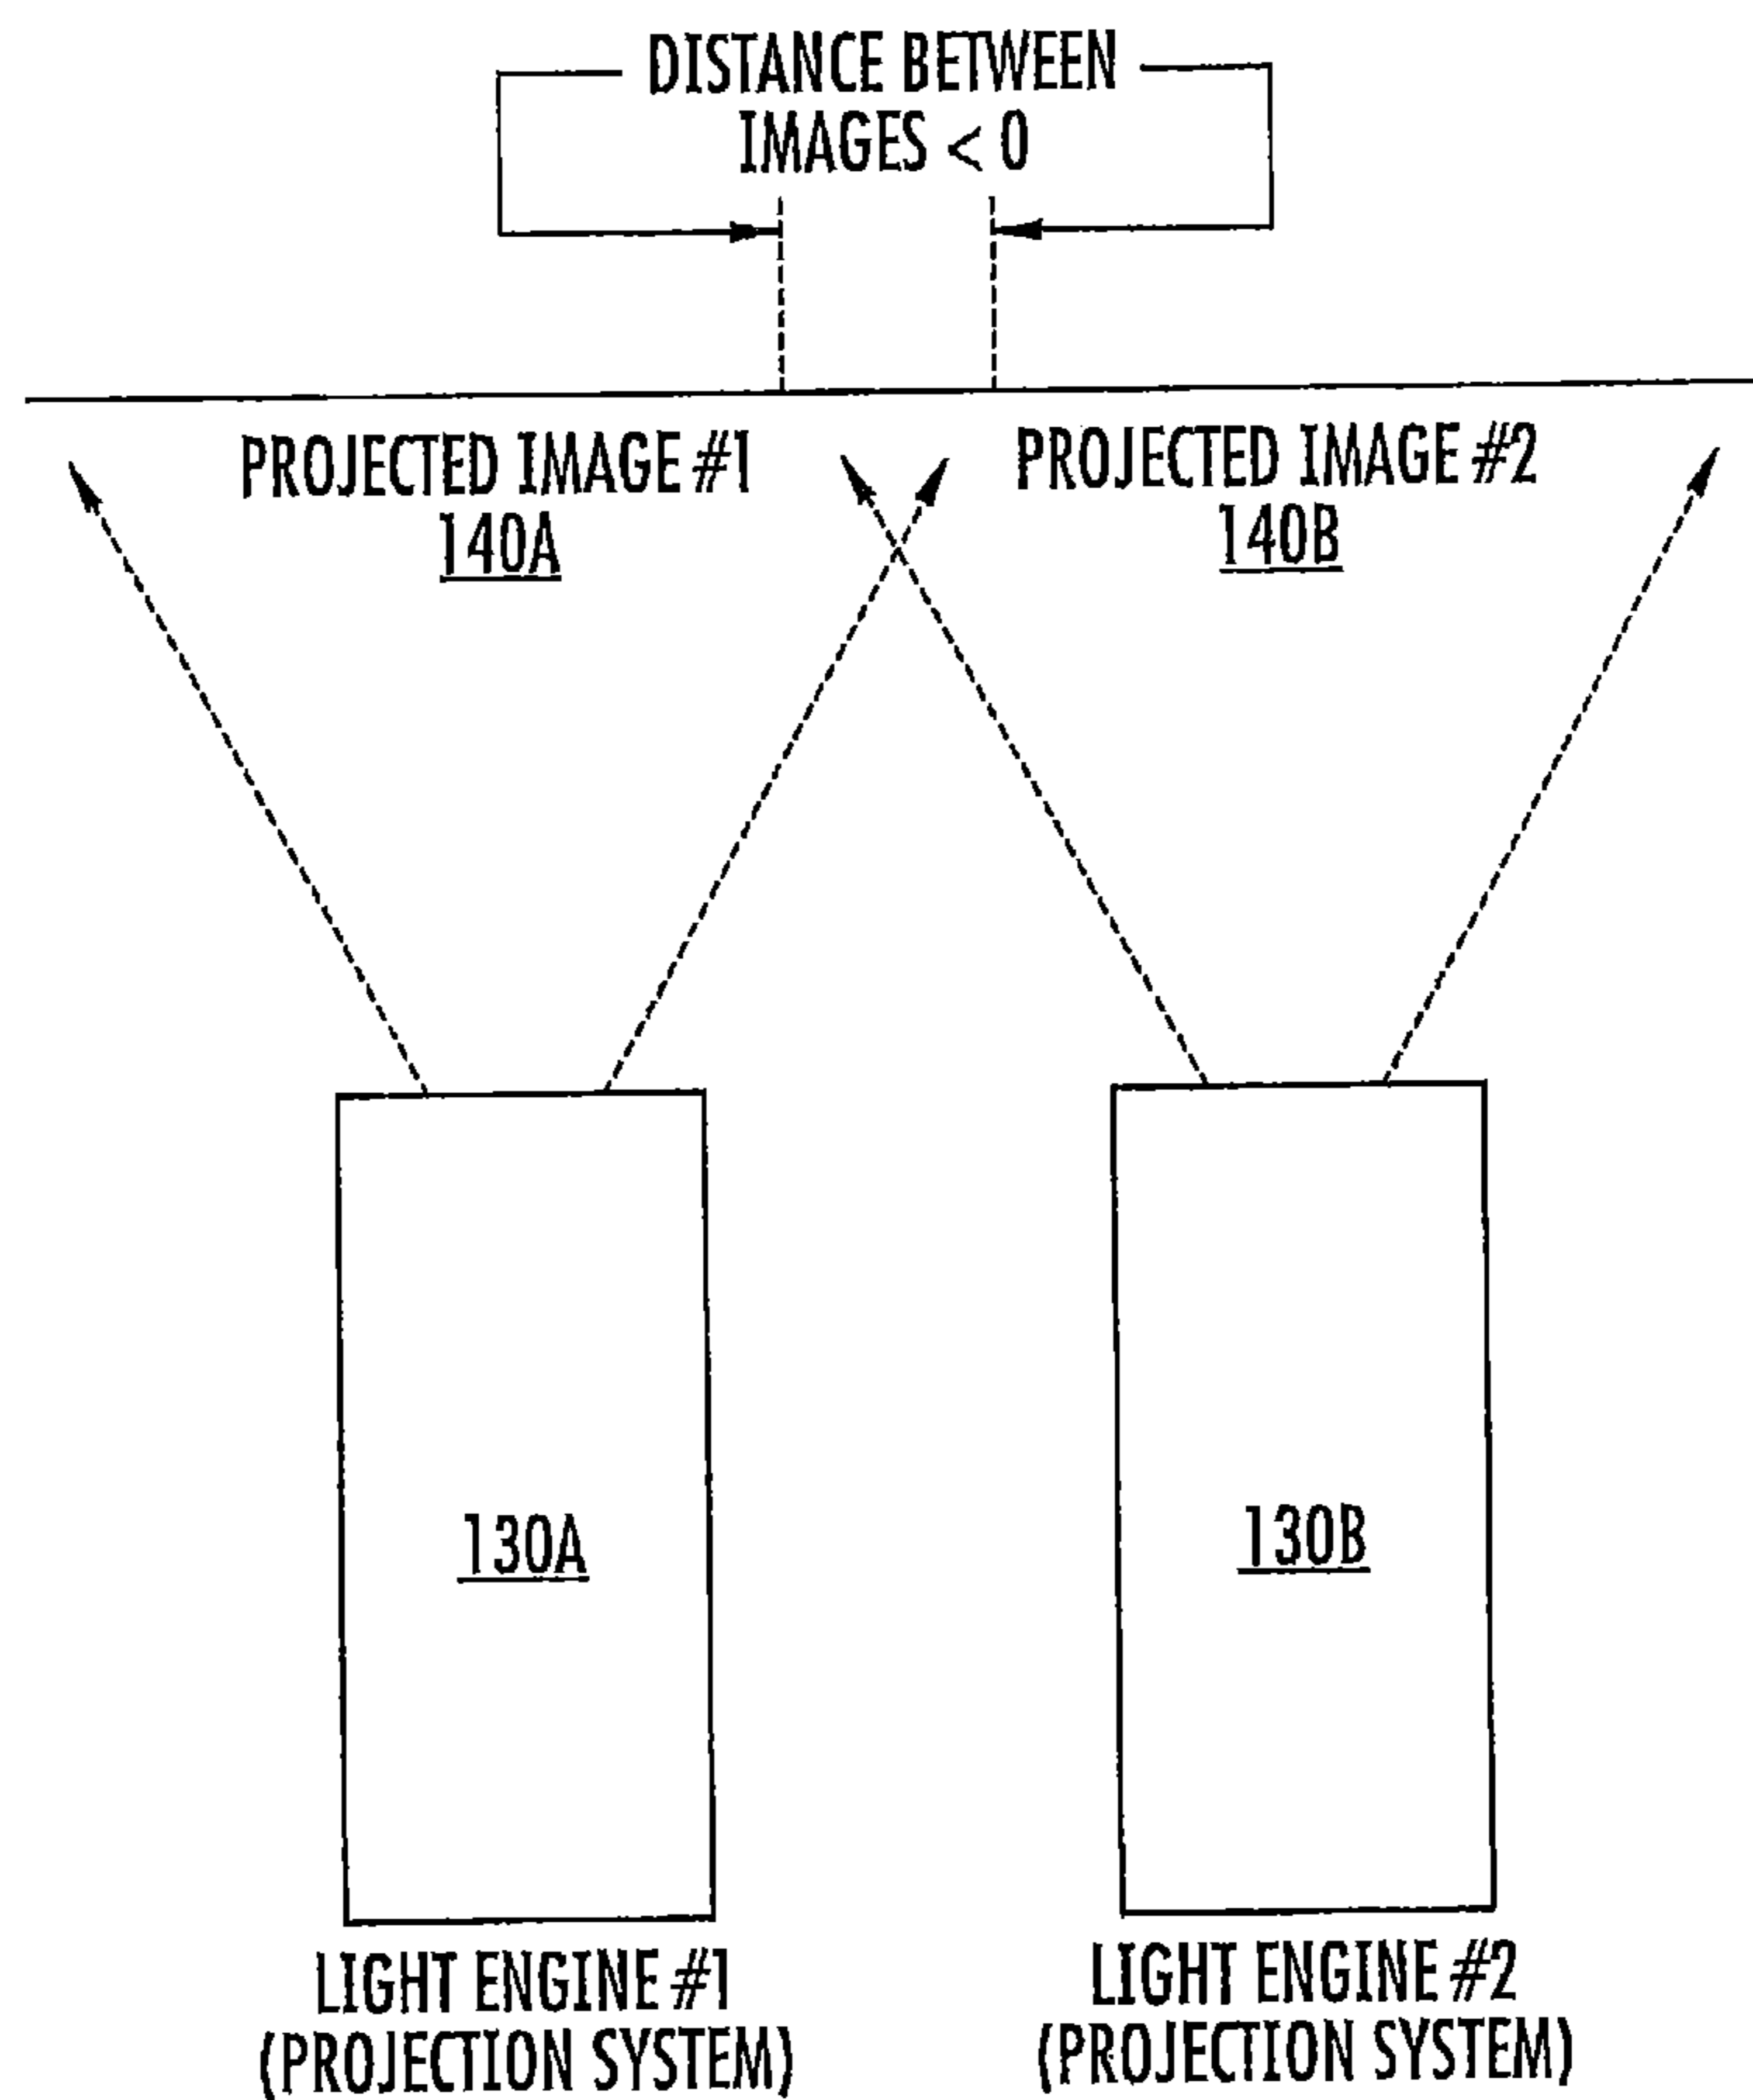 DISTANCE BETWEEN
IMAGES < 0
PROJECTED IMAGE #1
140A
PROJECTED IMAGE #2
140B
130A
130B
LIGHT ENGINE #1
(PROJECTION SYSTEM)
LIGHT ENGINE #2
(PROJECTION SYSTEM)